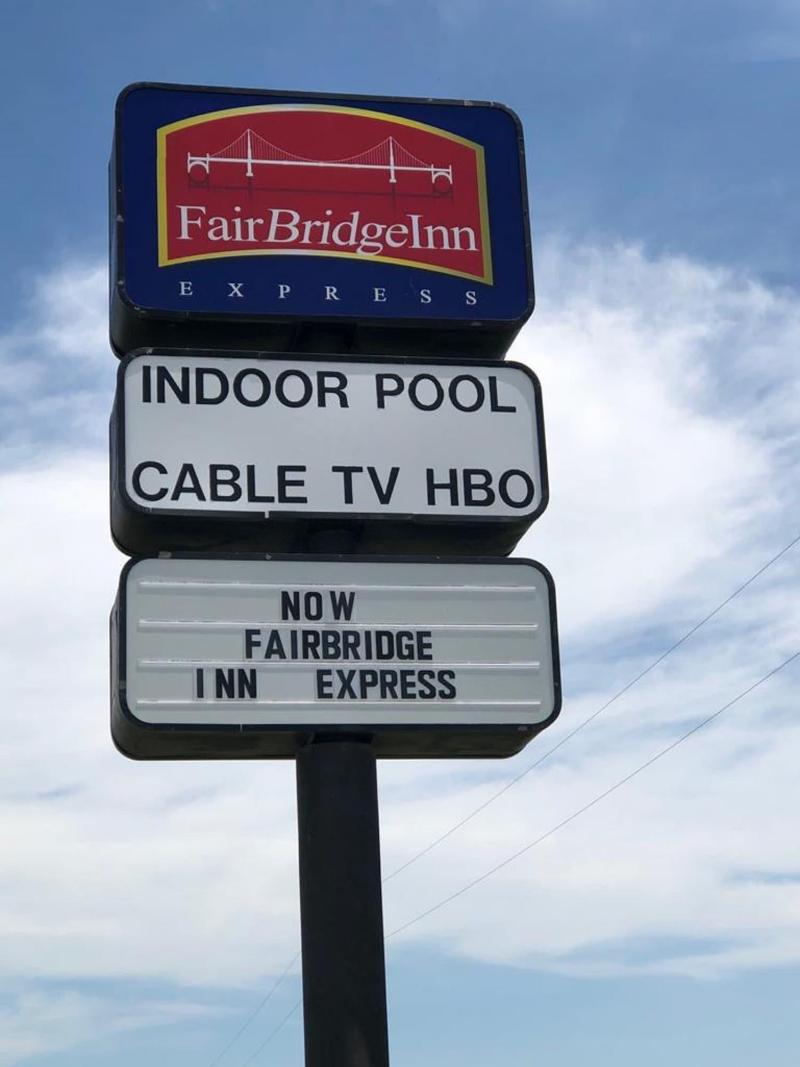 FairBridgeInn
EXPRESS
INDOOR POOL
CABLE TV HBO
NOW
FAIRBRIDGE
INN EXPRESS